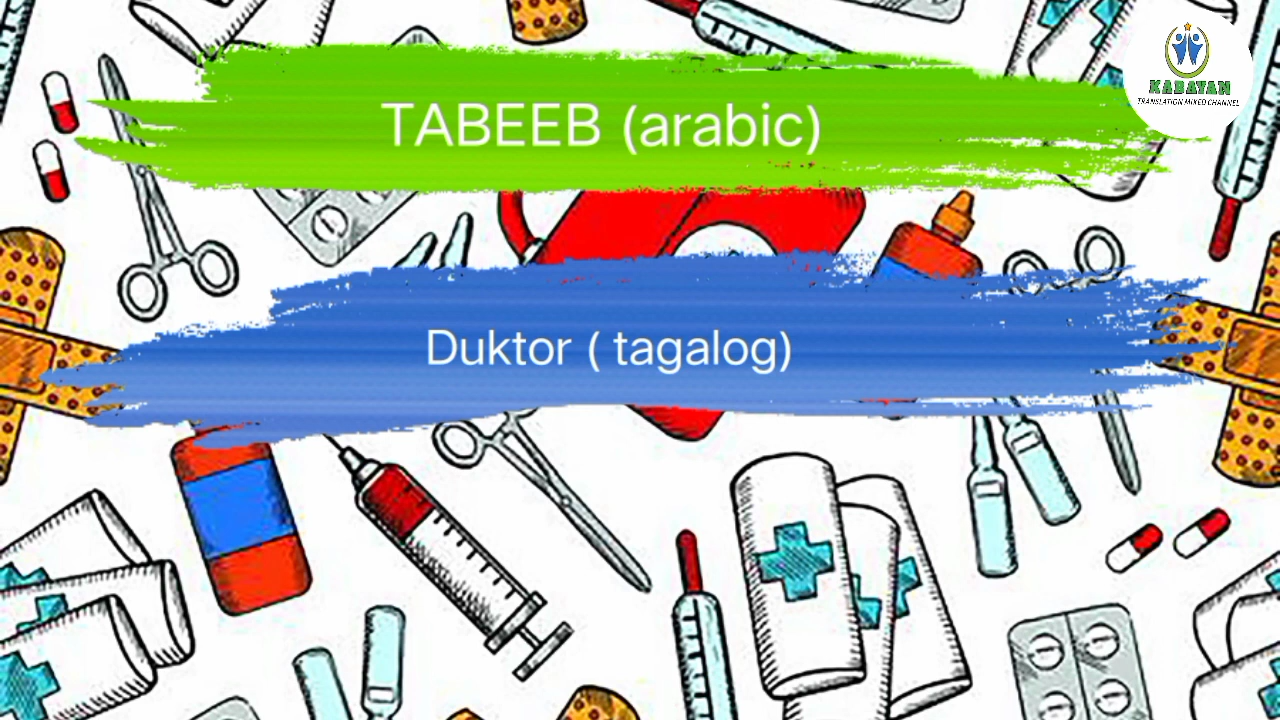 TABEEB (arabic)
KABAYAN
TRANSLATION MIXED CHANNEL
Duktor ( tagalog)